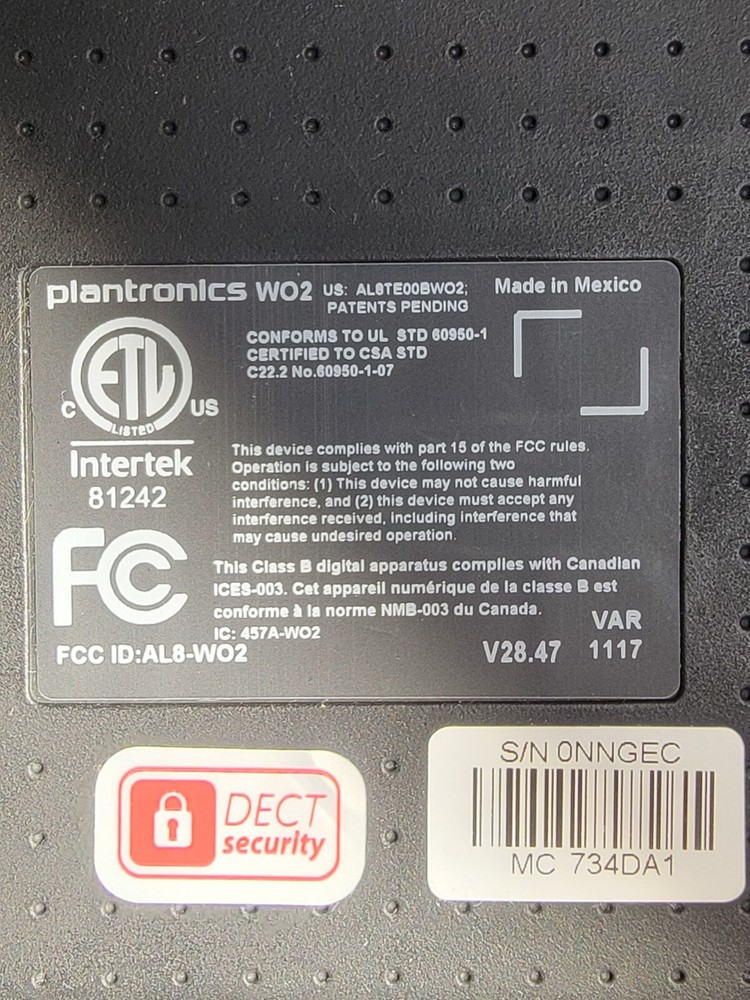 plantronics WO2 US: AL8TE00BWO2;
PATENTS PENDING
Made in Mexico
CONFORMS TO UL STD 60950-1
CERTIFIED TO CSA STD
C22.2 No.60950-1-07
ETL
C US
LISTED
Intertek
81242
This device complies with part 15 of the FCC rules.
Operation is subject to the following two
conditions: (1) This device may not cause harmful
interference, and (2) this device must accept any
interference received, including interference that
may cause undesired operation.
FC
This Class B digital apparatus complies with Canadian
ICES-003. Cet appareil numérique de la classe B est
conforme à la norme NMB-003 du Canada.
IC: 457A-WO2
FCC ID:AL8-WO2
V28.47
VAR
1117
DECT
security
S/N 0NNGEC
MC 734DA1